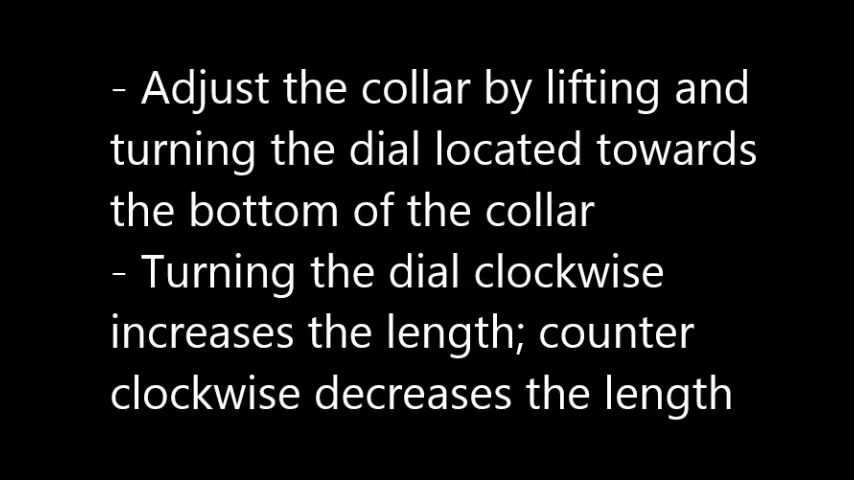 - Adjust the collar by lifting and
turning the dial located towards
the bottom of the collar
- Turning the dial clockwise
increases the length; counter
clockwise decreases the length